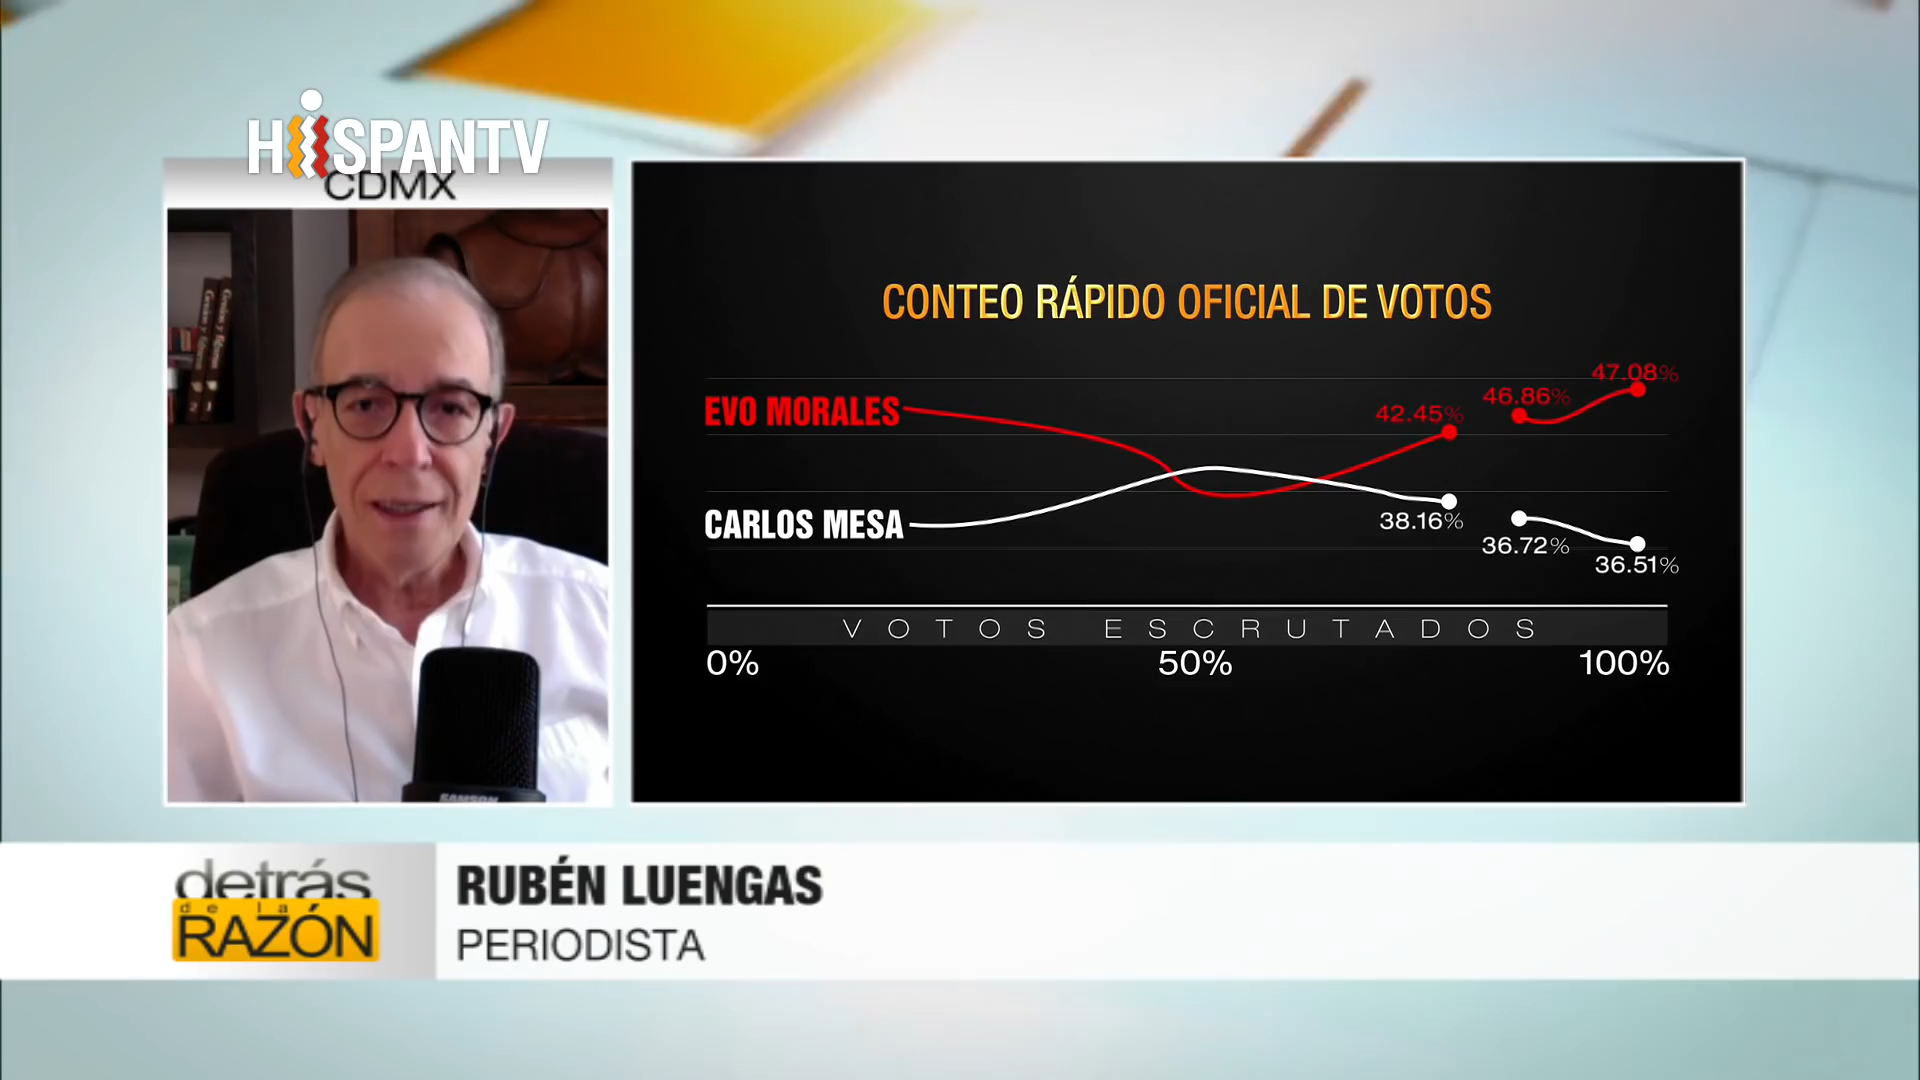 HISPANTV
CDMX
CONTEO RÁPIDO OFICIAL DE VOTOS
EVO MORALES
42.45%
46.86%
47.08%
CARLOS MESA
38.16%
36.72%
36.51%
VOTOS ESCRUTADOS
0% 50% 100%
SAMSON
detrás
de la
RAZÓN
RUBÉN LUENGAS
PERIODISTA